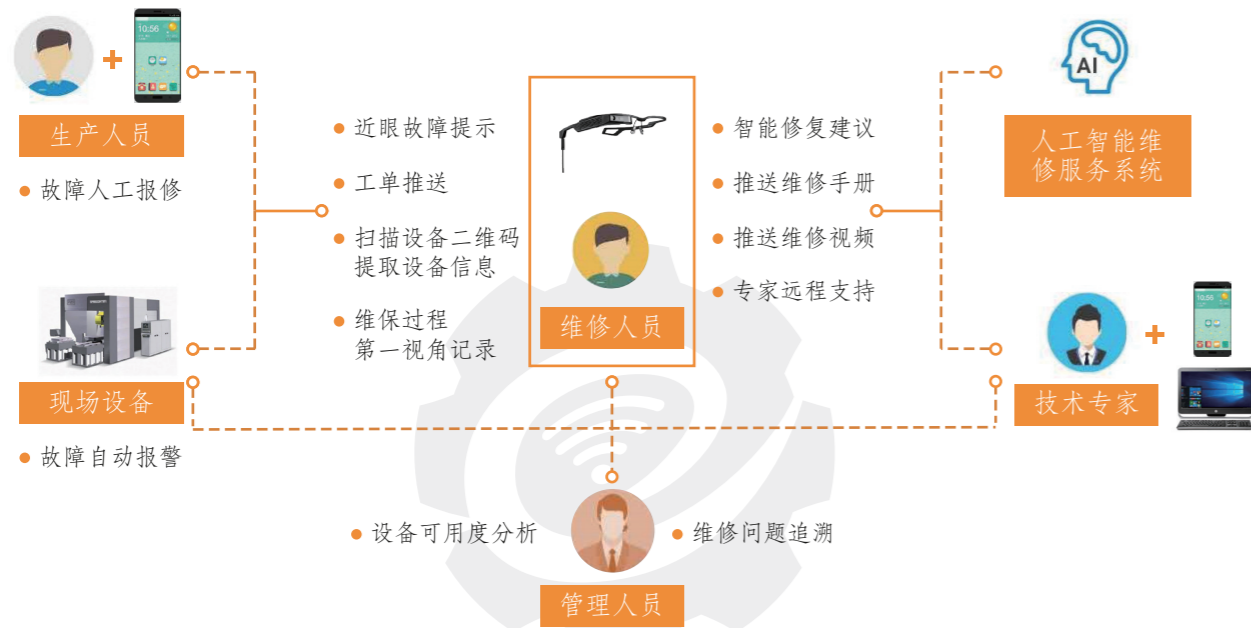 10:56
生产人员
故障人工报修
现场设备
故障自动报警
近眼故障提示
工单推送
扫描设备二维码
提取设备信息
维保过程
第一视角记录
维修人员
智能修复建议
推送维修手册
推送维修视频
专家远程支持
AI
人工智能维
修服务系统
10:56
技术专家
设备可用度分析
维修问题追溯
管理人员